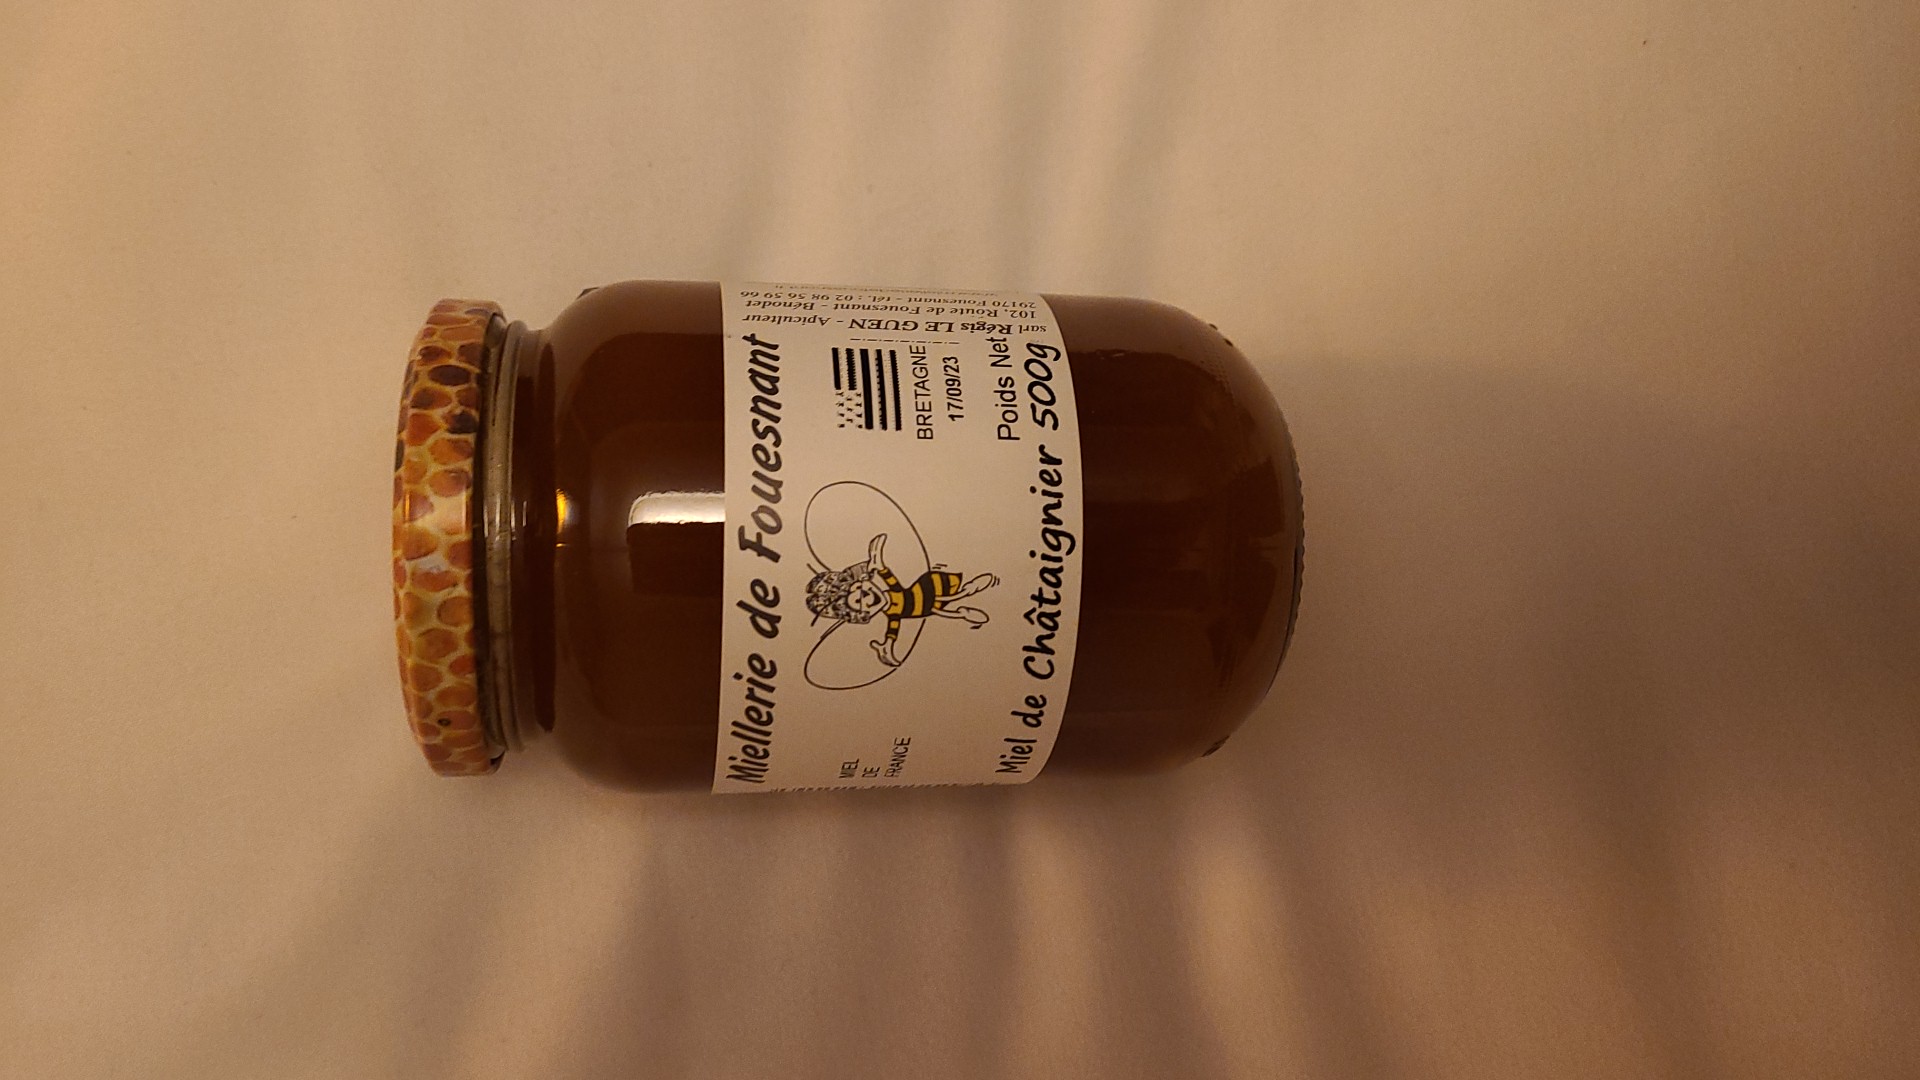 Miellerie de Fouesnant
MIEL
DE
FRANCE
BRETAGNE
17/09/23
Poids Net
Miel de Châtaignier 500g
sarl Régis LE GUEN - Apiculteur
102, Route de Fouesnant - Bénodet
29170 Fouesnant - tél. : 02 98 56 59 66